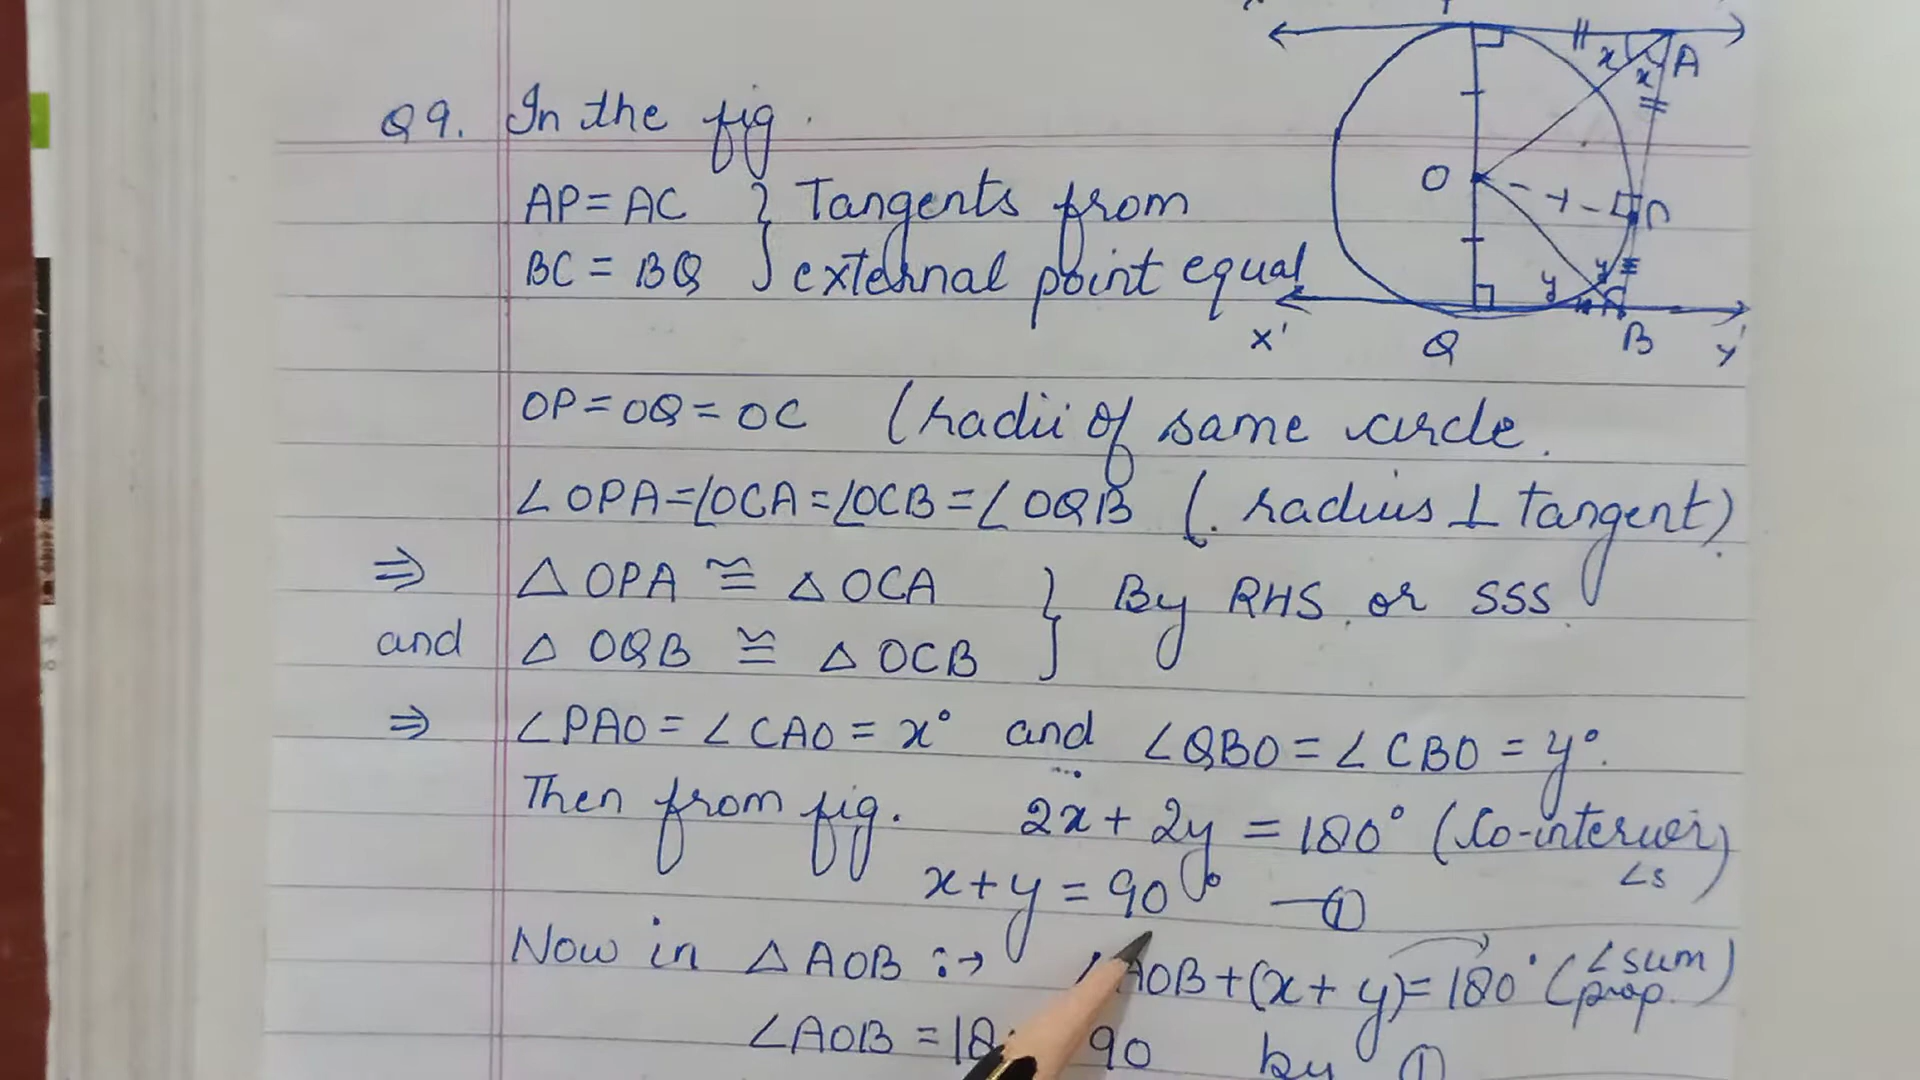 Q9. In the fig.
AP = AC } Tangents from
BC = BQ } external point equal
OP = OQ = OC (radii of same circle.
∠OPA = ∠OCA = ∠OCB = ∠OQB (radius ⊥ tangent)
⇒ △OPA ≅ △OCA } By RHS or SSS
and △OQB ≅ △OCB }
⇒ ∠PAO = ∠CAO = x° and ∠QBO = ∠CBO = y°.
Then from fig. 2x + 2y = 180° (Co-interior ∠s)
x + y = 90° —①
Now in △AOB :→ ∠AOB + (x + y) = 180° (∠ sum prop.)
∠AOB = 18 90 by ①
A
x
x
O
y
y
X'
Q
B
Y'